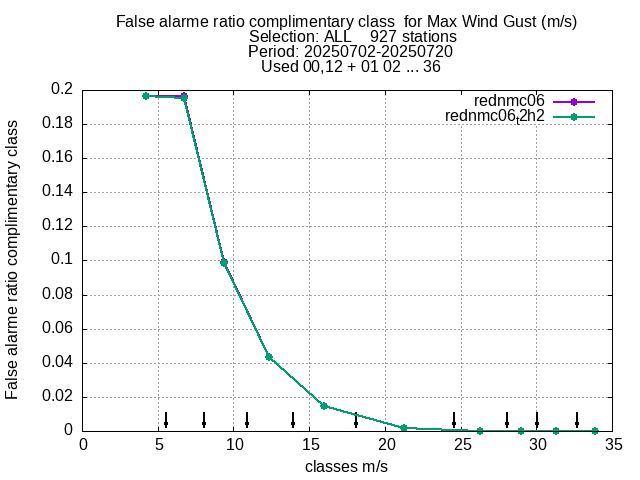 False alarme ratio complimentary class  for Max Wind Gust (m/s)
Selection: ALL    927 stations
Period: 20250702-20250720
Used 00,12 + 01 02 ... 36
rednmc06
rednmc06t2h2
False alarme ratio complimentary class
0.2
0.18
0.16
0.14
0.12
0.1
0.08
0.06
0.04
0.02
0
0 5 10 15 20 25 30 35
classes m/s